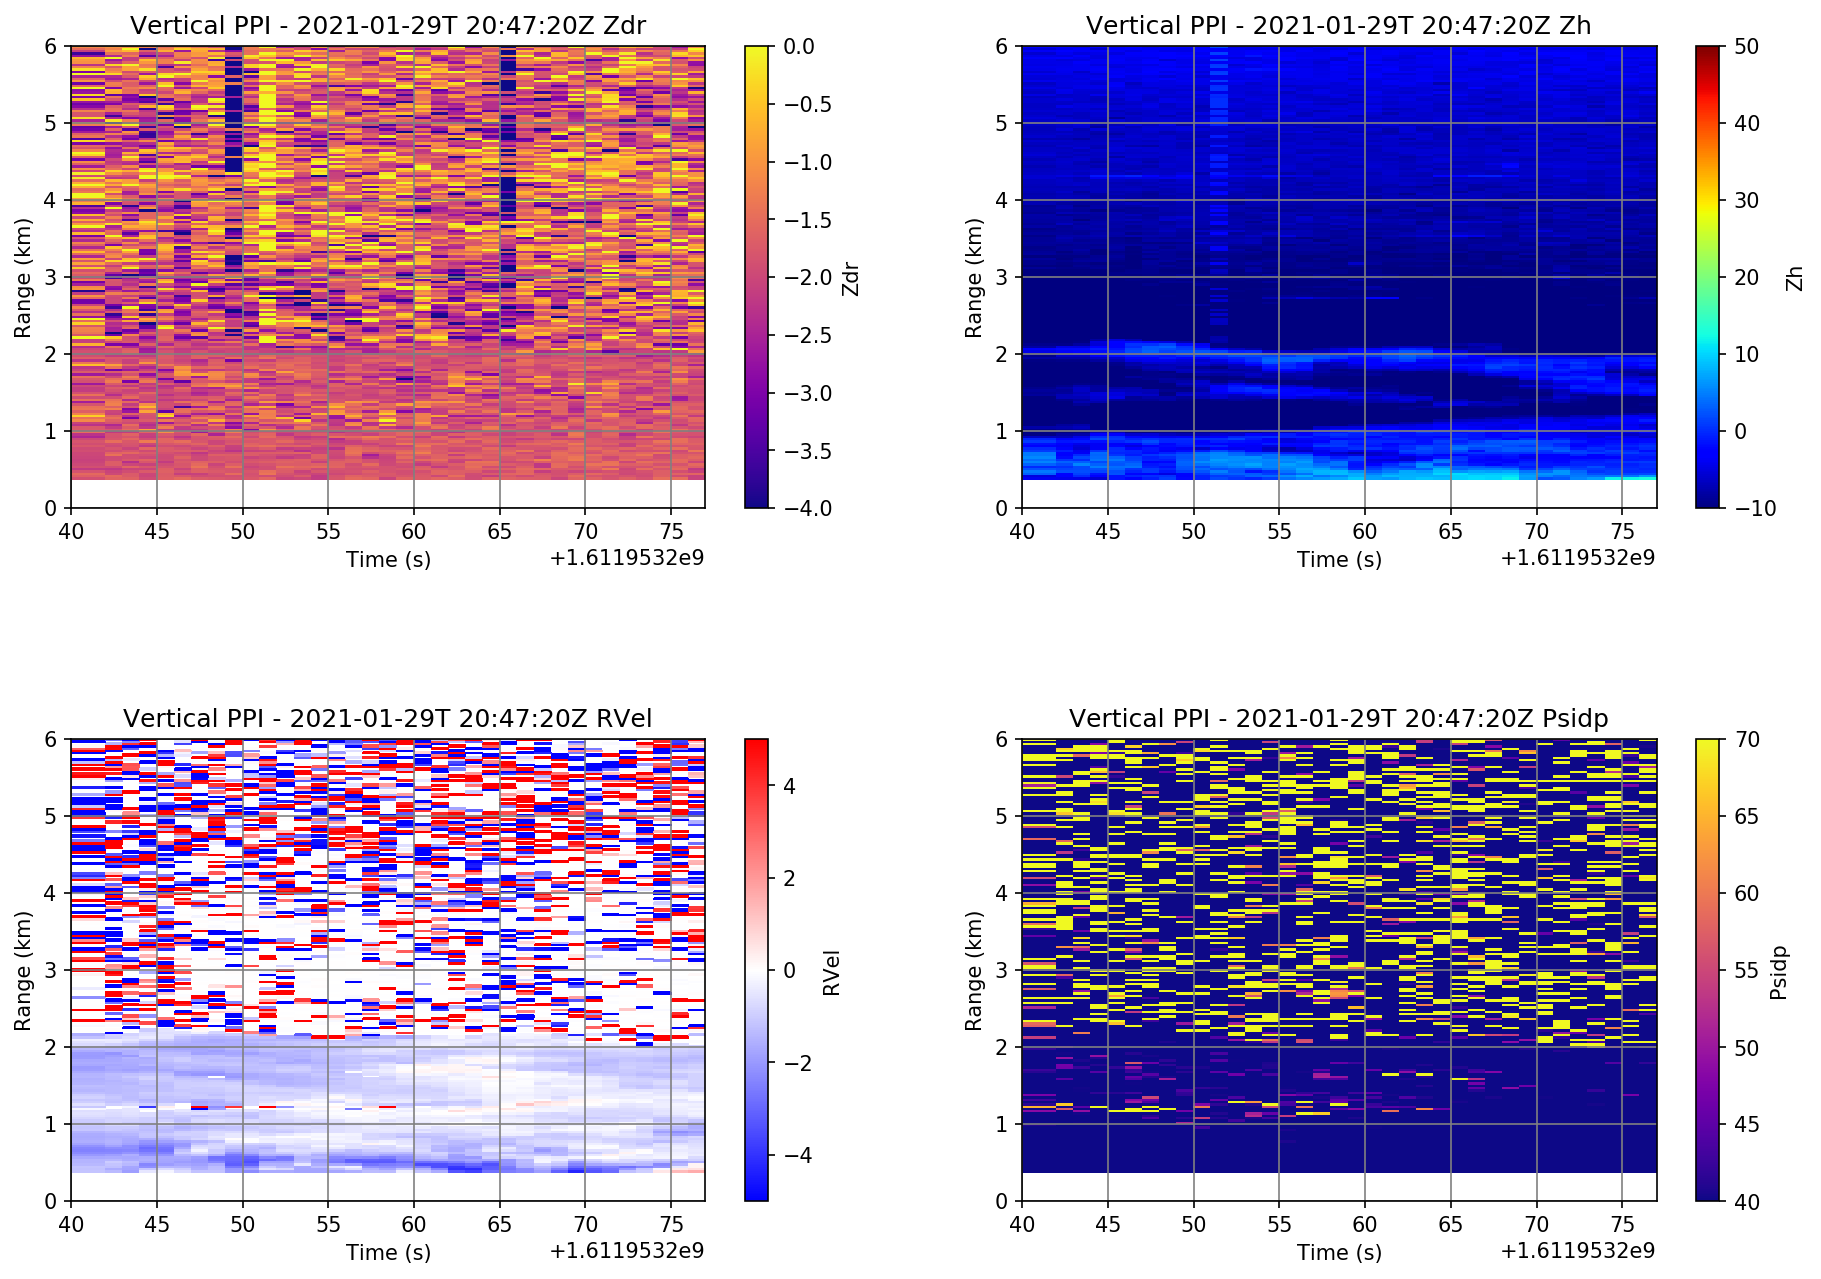 Vertical PPI - 2021-01-29T 20:47:20Z Zdr
6
5
4
3
2
1
0
Range (km)
40 45 50 55 60 65 70 75
Time (s)
+1.6119532e9
0.0
−0.5
−1.0
−1.5
−2.0
−2.5
−3.0
−3.5
−4.0
Zdr
Vertical PPI - 2021-01-29T 20:47:20Z Zh
6
5
4
3
2
1
0
Range (km)
40 45 50 55 60 65 70 75
Time (s)
+1.6119532e9
50
40
30
20
10
0
−10
Zh
Vertical PPI - 2021-01-29T 20:47:20Z RVel
6
5
4
3
2
1
0
Range (km)
40 45 50 55 60 65 70 75
Time (s)
+1.6119532e9
4
2
0
−2
−4
RVel
Vertical PPI - 2021-01-29T 20:47:20Z Psidp
6
5
4
3
2
1
0
Range (km)
40 45 50 55 60 65 70 75
Time (s)
+1.6119532e9
70
65
60
55
50
45
40
Psidp